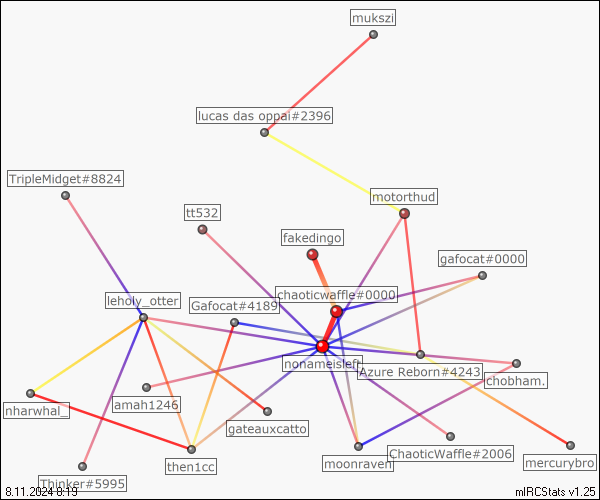 mukszi
lucas das oppai#2396
TripleMidget#8824
motorthud
tt532
fakedingo
gafocat#0000
chaoticwaffle#0000
leholy_otter
Gafocat#4189
nonameisleft
Azure Reborn#4243
chobham.
nharwhal_
amah1246
gateauxcatto
ChaoticWaffle#2006
then1cc
moonraven
mercurybro
Thinker#5995
8.11.2024 8:19
mIRCStats v1.25